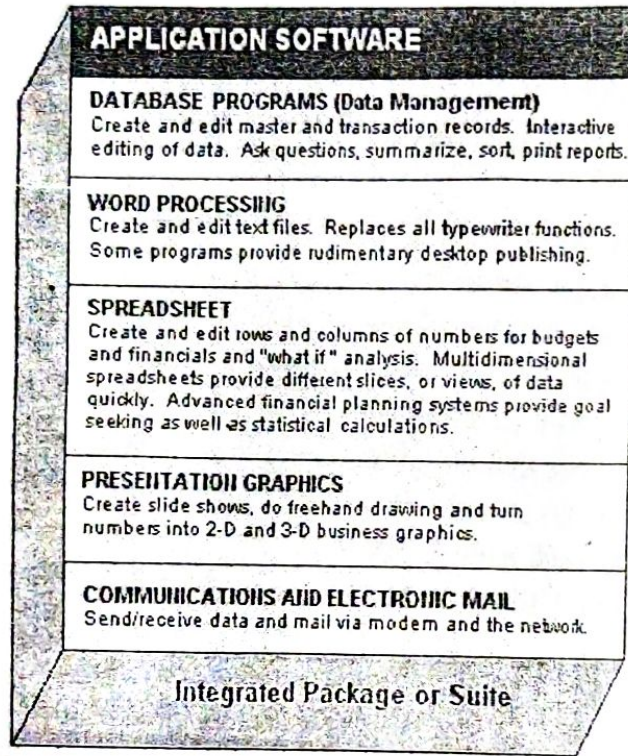 APPLICATION SOFTWARE
DATABASE PROGRAMS (Data Management)
Create and edit master and transaction records. Interactive
editing of data. Ask questions, summarize, sort, print reports.
WORD PROCESSING
Create and edit text files. Replaces all typewriter functions.
Some programs provide rudimentary desktop publishing.
SPREADSHEET
Create and edit rows and columns of numbers for budgets
and financials and "what if" analysis. Multidimensional
spreadsheets provide different slices, or views, of data
quickly. Advanced financial planning systems provide goal
seeking as well as statistical calculations.
PRESENTATION GRAPHICS
Create slide shows, do freehand drawing and turn
numbers into 2-D and 3-D business graphics.
COMMUNICATIONS AND ELECTRONIC MAIL
Send/receive data and mail via modem and the network.
Integrated Package or Suite